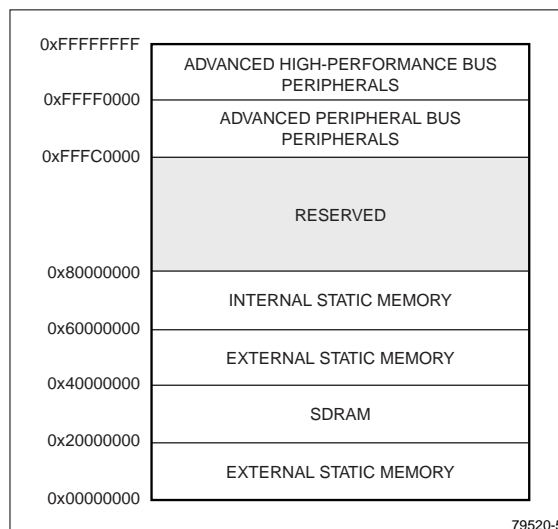 0xFFFFFFFF
ADVANCED HIGH-PERFORMANCE BUS
PERIPHERALS
0xFFFF0000
ADVANCED PERIPHERAL BUS
PERIPHERALS
0xFFFC0000
RESERVED
0x80000000
INTERNAL STATIC MEMORY
0x60000000
EXTERNAL STATIC MEMORY
0x40000000
SDRAM
0x20000000
EXTERNAL STATIC MEMORY
0x00000000